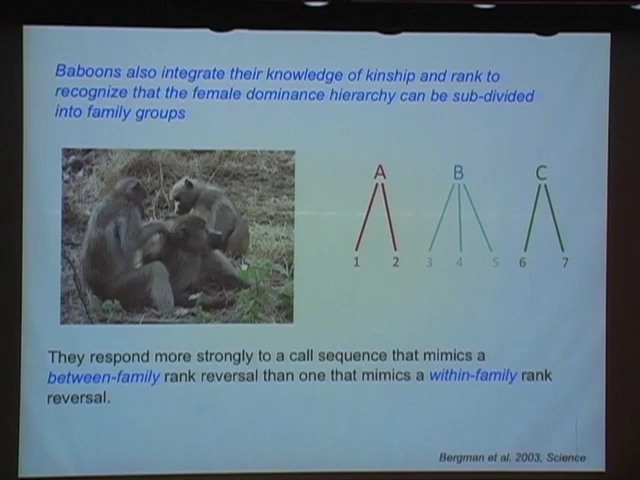 Baboons also integrate their knowledge of kinship and rank to
recognize that the female dominance hierarchy can be sub-divided
into family groups
A B C
1 2 3 4 5 6 7
They respond more strongly to a call sequence that mimics a
between-family rank reversal than one that mimics a within-family rank
reversal.
Bergman et al. 2003, Science